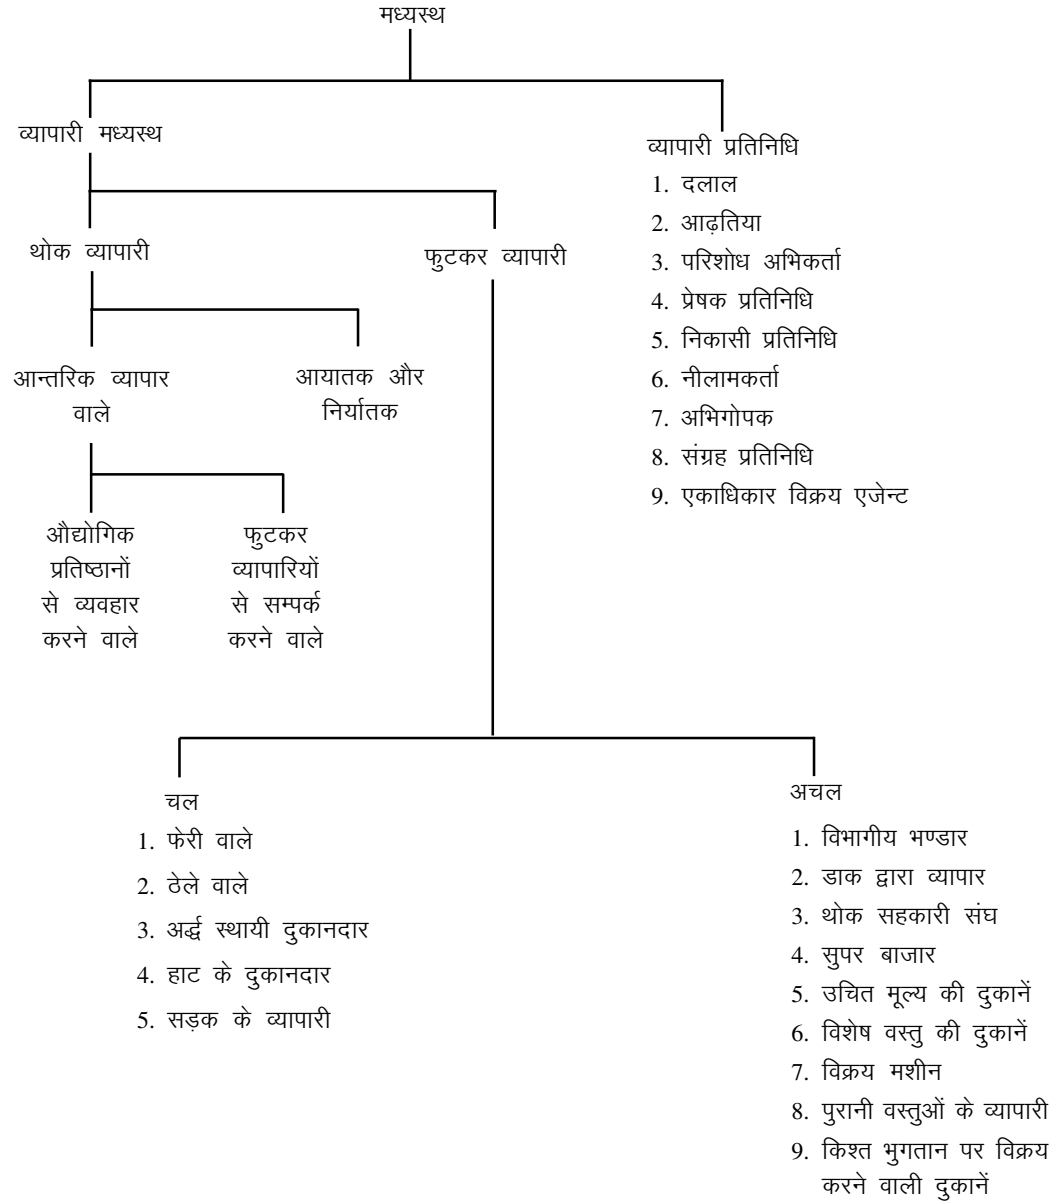 मध्यस्थ
व्यापारी मध्यस्थ
व्यापारी प्रतिनिधि
1. दलाल
2. आढ़तिया
3. परिशोध अभिकर्ता
4. प्रेषक प्रतिनिधि
5. निकासी प्रतिनिधि
6. नीलामकर्ता
7. अभिगोपक
8. संग्रह प्रतिनिधि
9. एकाधिकार विक्रय एजेन्ट
थोक व्यापारी
फुटकर व्यापारी
आन्तरिक व्यापार
वाले
आयातक और
निर्यातक
औद्योगिक
प्रतिष्ठानों
से व्यवहार
करने वाले
फुटकर
व्यापारियों
से सम्पर्क
करने वाले
चल
1. फेरी वाले
2. ठेले वाले
3. अर्द्ध स्थायी दुकानदार
4. हाट के दुकानदार
5. सड़क के व्यापारी
अचल
1. विभागीय भण्डार
2. डाक द्वारा व्यापार
3. थोक सहकारी संघ
4. सुपर बाजार
5. उचित मूल्य की दुकानें
6. विशेष वस्तु की दुकानें
7. विक्रय मशीन
8. पुरानी वस्तुओं के व्यापारी
9. किश्त भुगतान पर विक्रय
करने वाली दुकानें